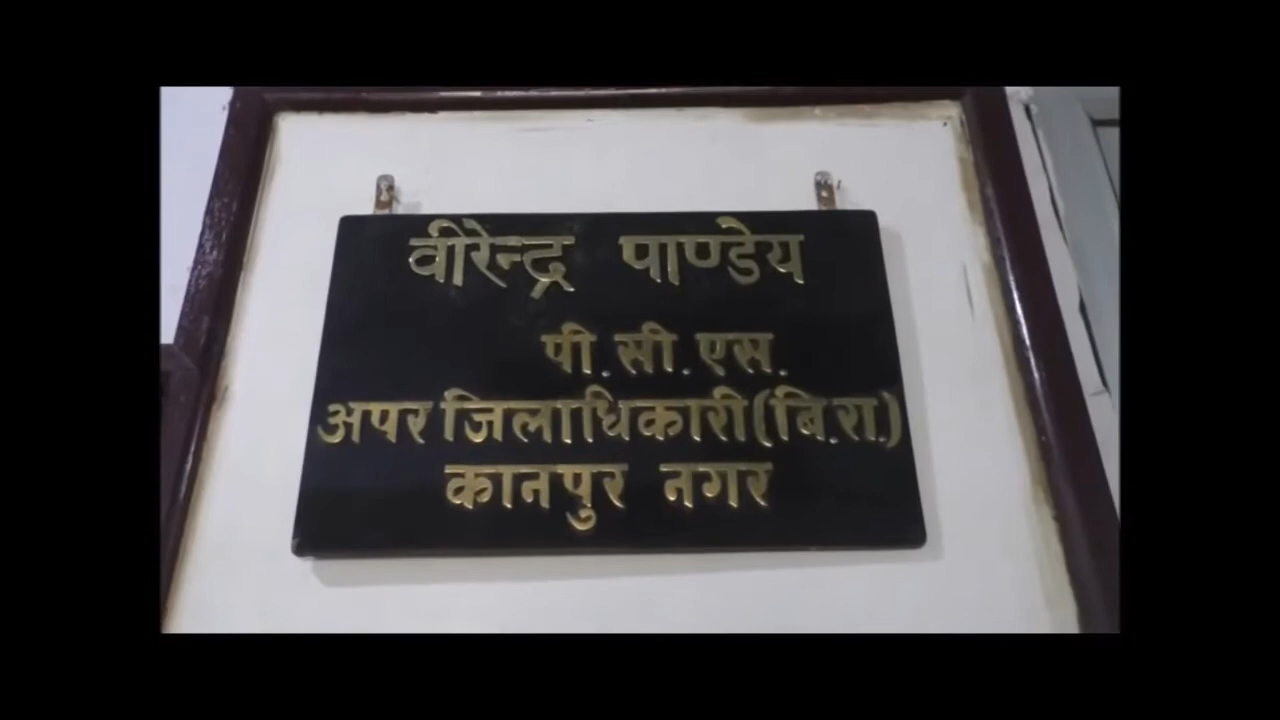 वीरेन्द्र पाण्डेय
पी.सी.एस.
अपर जिलाधिकारी(बि.रा.)
कानपुर नगर